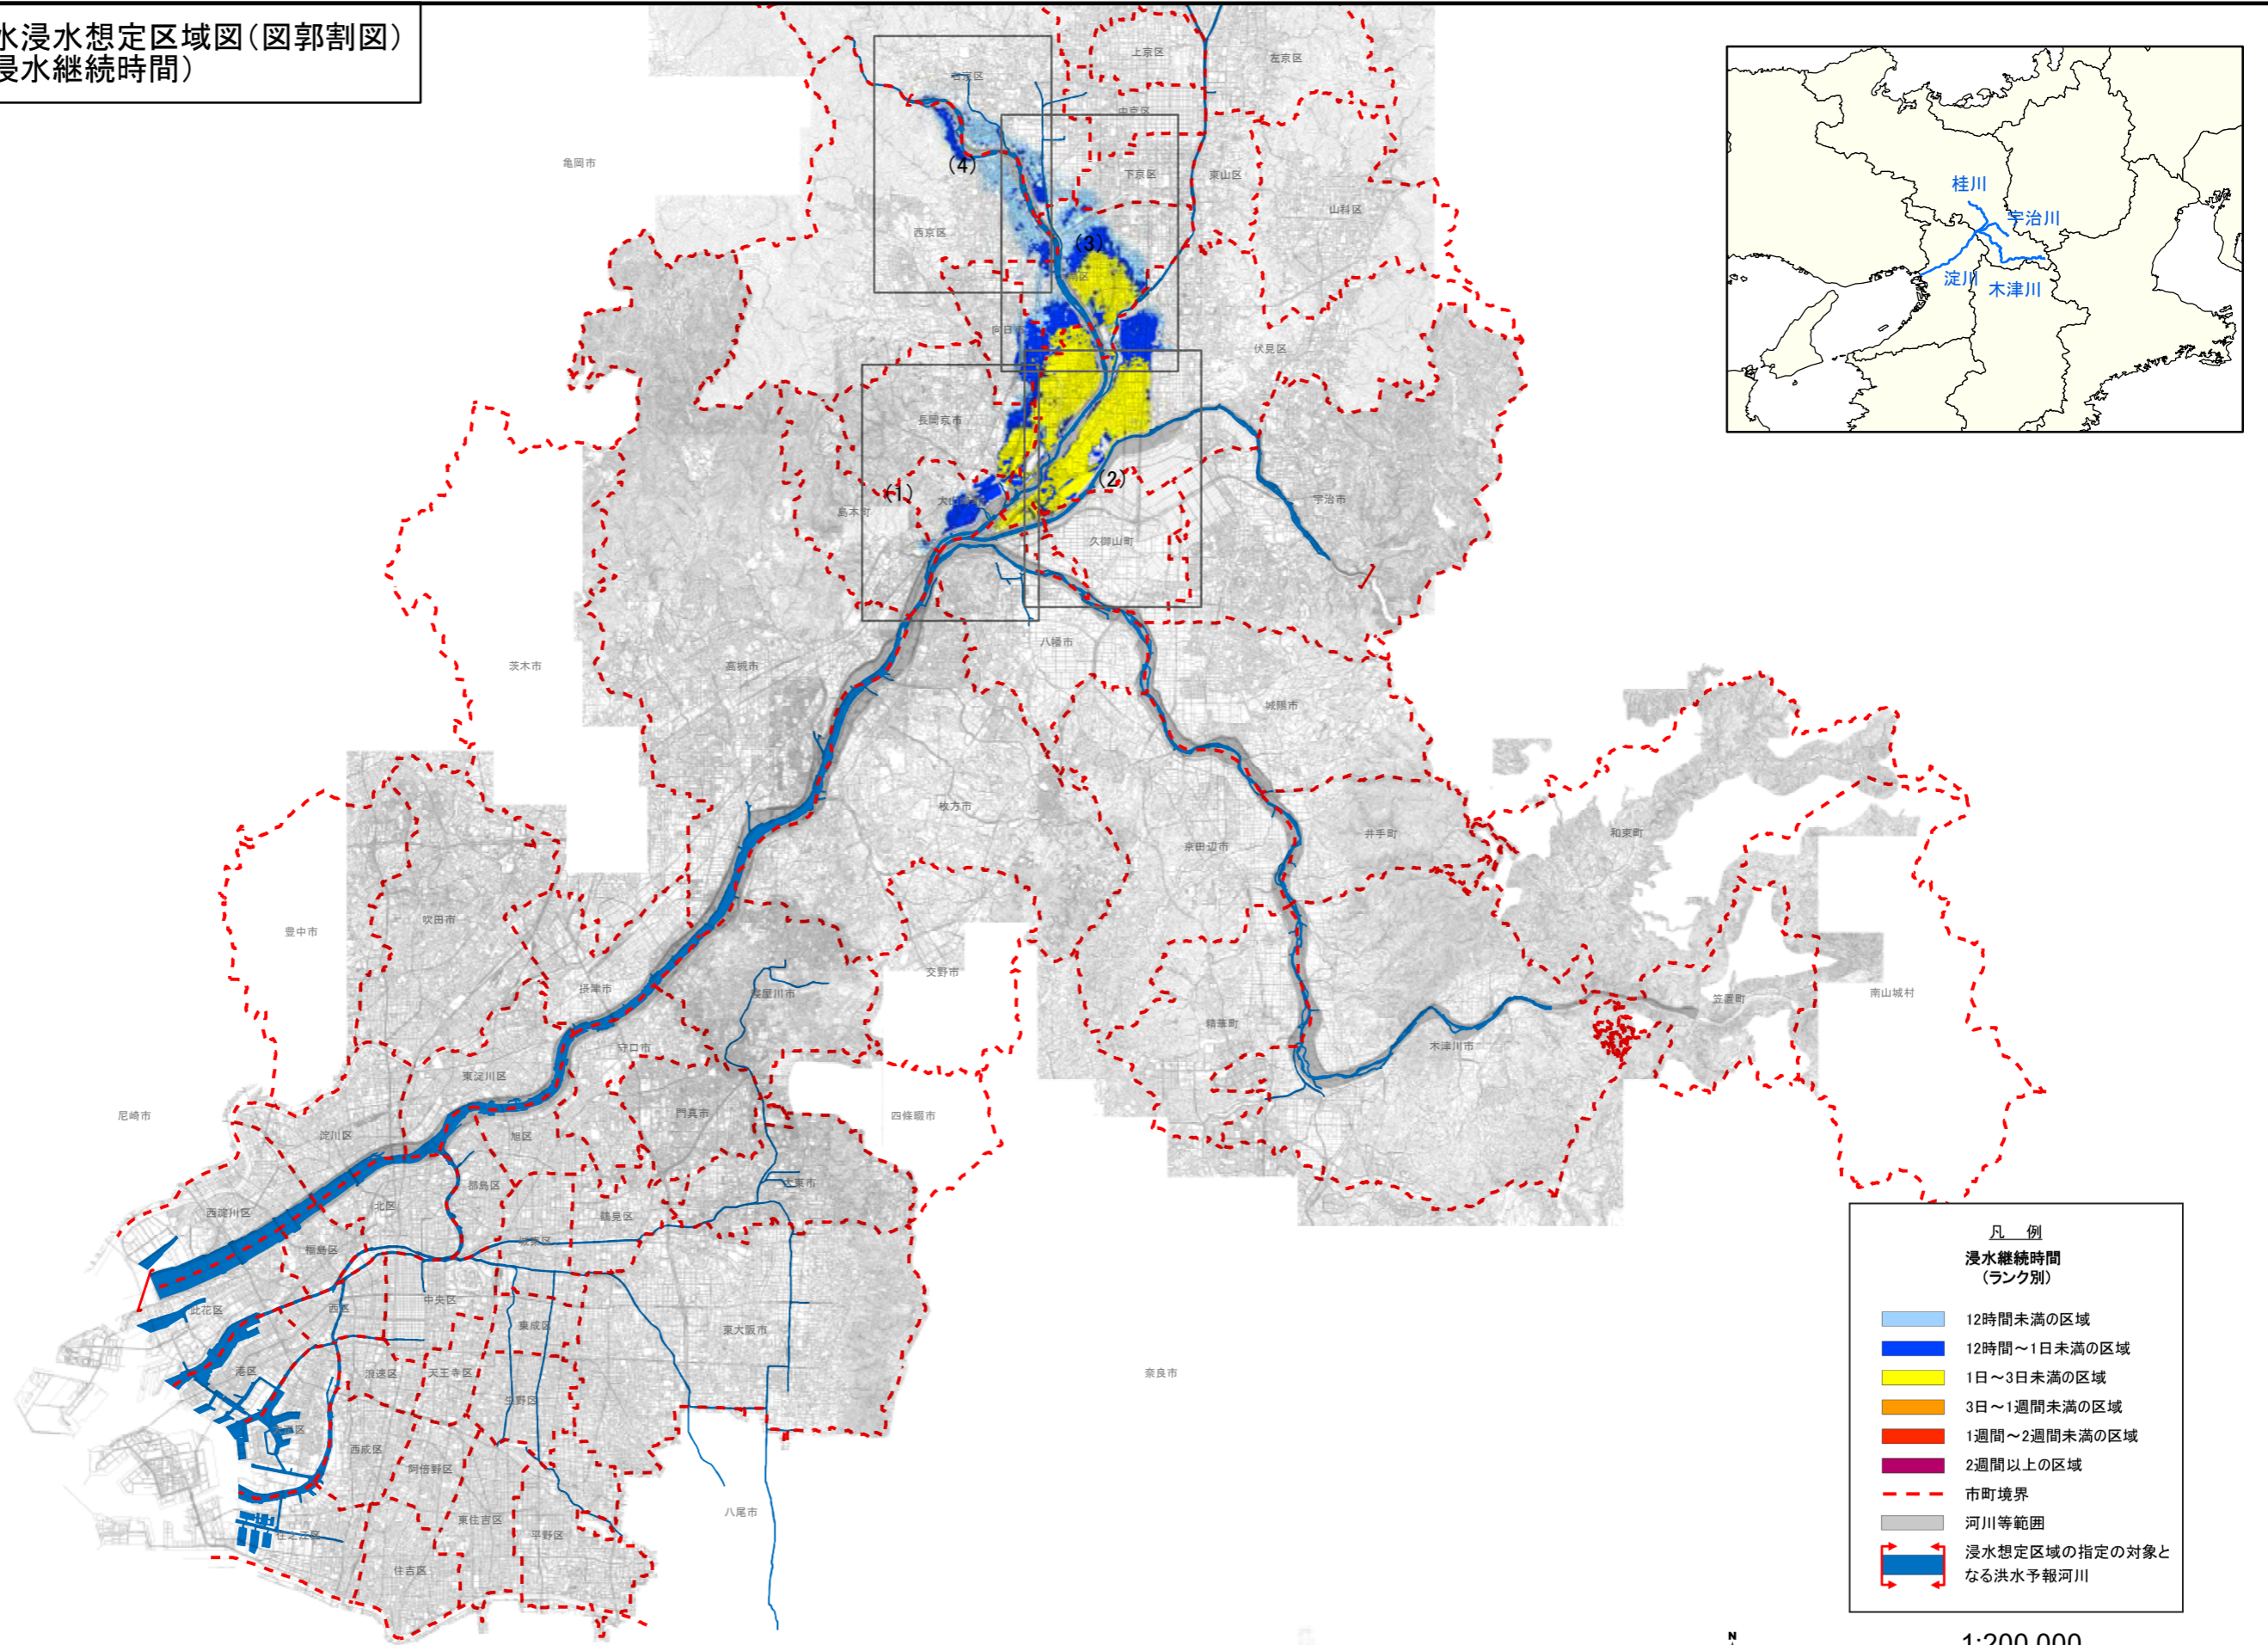 水浸水想定区域図(図郭割図)
浸水継続時間)
上京区
左京区
右京区
中京区
亀岡市
(4)
下京区
東山区
山科区
西京区
(3)
向日市
伏見区
長岡京市
(1)
(2)
島本町
宇治市
久御山町
八幡市
茨木市
高槻市
城陽市
枚方市
京田辺市
井手町
和束町
豊中市
吹田市
交野市
摂津市
寝屋川市
笠置町
南山城村
精華町
守口市
木津川市
東淀川区
尼崎市
門真市
四條畷市
淀川区
旭区
都島区
大東市
西淀川区
北区
鶴見区
福島区
城東区
此花区
西区
中央区
東成区
東大阪市
港区
浪速区
天王寺区
奈良市
生野区
西成区
阿倍野区
八尾市
東住吉区
平野区
住之江区
住吉区
桂川
宇治川
淀川
木津川
凡 例
浸水継続時間
(ランク別)
12時間未満の区域
12時間～1日未満の区域
1日～3日未満の区域
3日～1週間未満の区域
1週間～2週間未満の区域
2週間以上の区域
市町境界
河川等範囲
浸水想定区域の指定の対象と
なる洪水予報河川
N
1:200,000